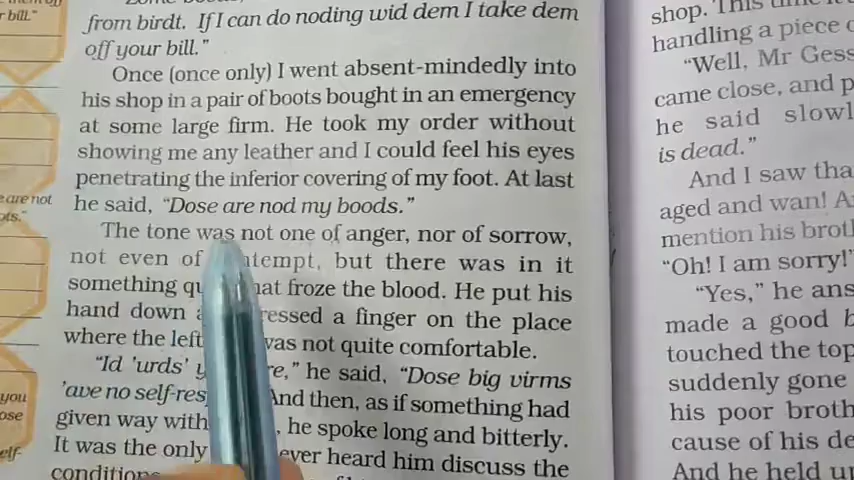 from birdt. If I can do noding wid dem I take dem
off your bill."
Once (once only) I went absent-mindedly into
his shop in a pair of boots bought in an emergency
at some large firm. He took my order without
showing me any leather and I could feel his eyes
penetrating the inferior covering of my foot. At last
he said, "Dose are nod my boods."
The tone was not one of anger, nor of sorrow,
not even of but there was in it
something froze the blood. He put his
hand down a finger on the place
where the left was not quite comfortable.
"Id 'urds' he said, "Dose big virms
'ave no And then, as if something had
given way he spoke long and bitterly.
It was the only ever heard him discuss the
bill."
are not
you
shop. This time it
handling a piece
"Well, Mr Gess
came close, and
he said slowl
is dead."
And I saw tha
aged and wan! A
mention his broth
"Oh! I am sorry!"
"Yes," he ans
made a good
touched the top
suddenly gone
his poor broth
cause of his de
And he held up